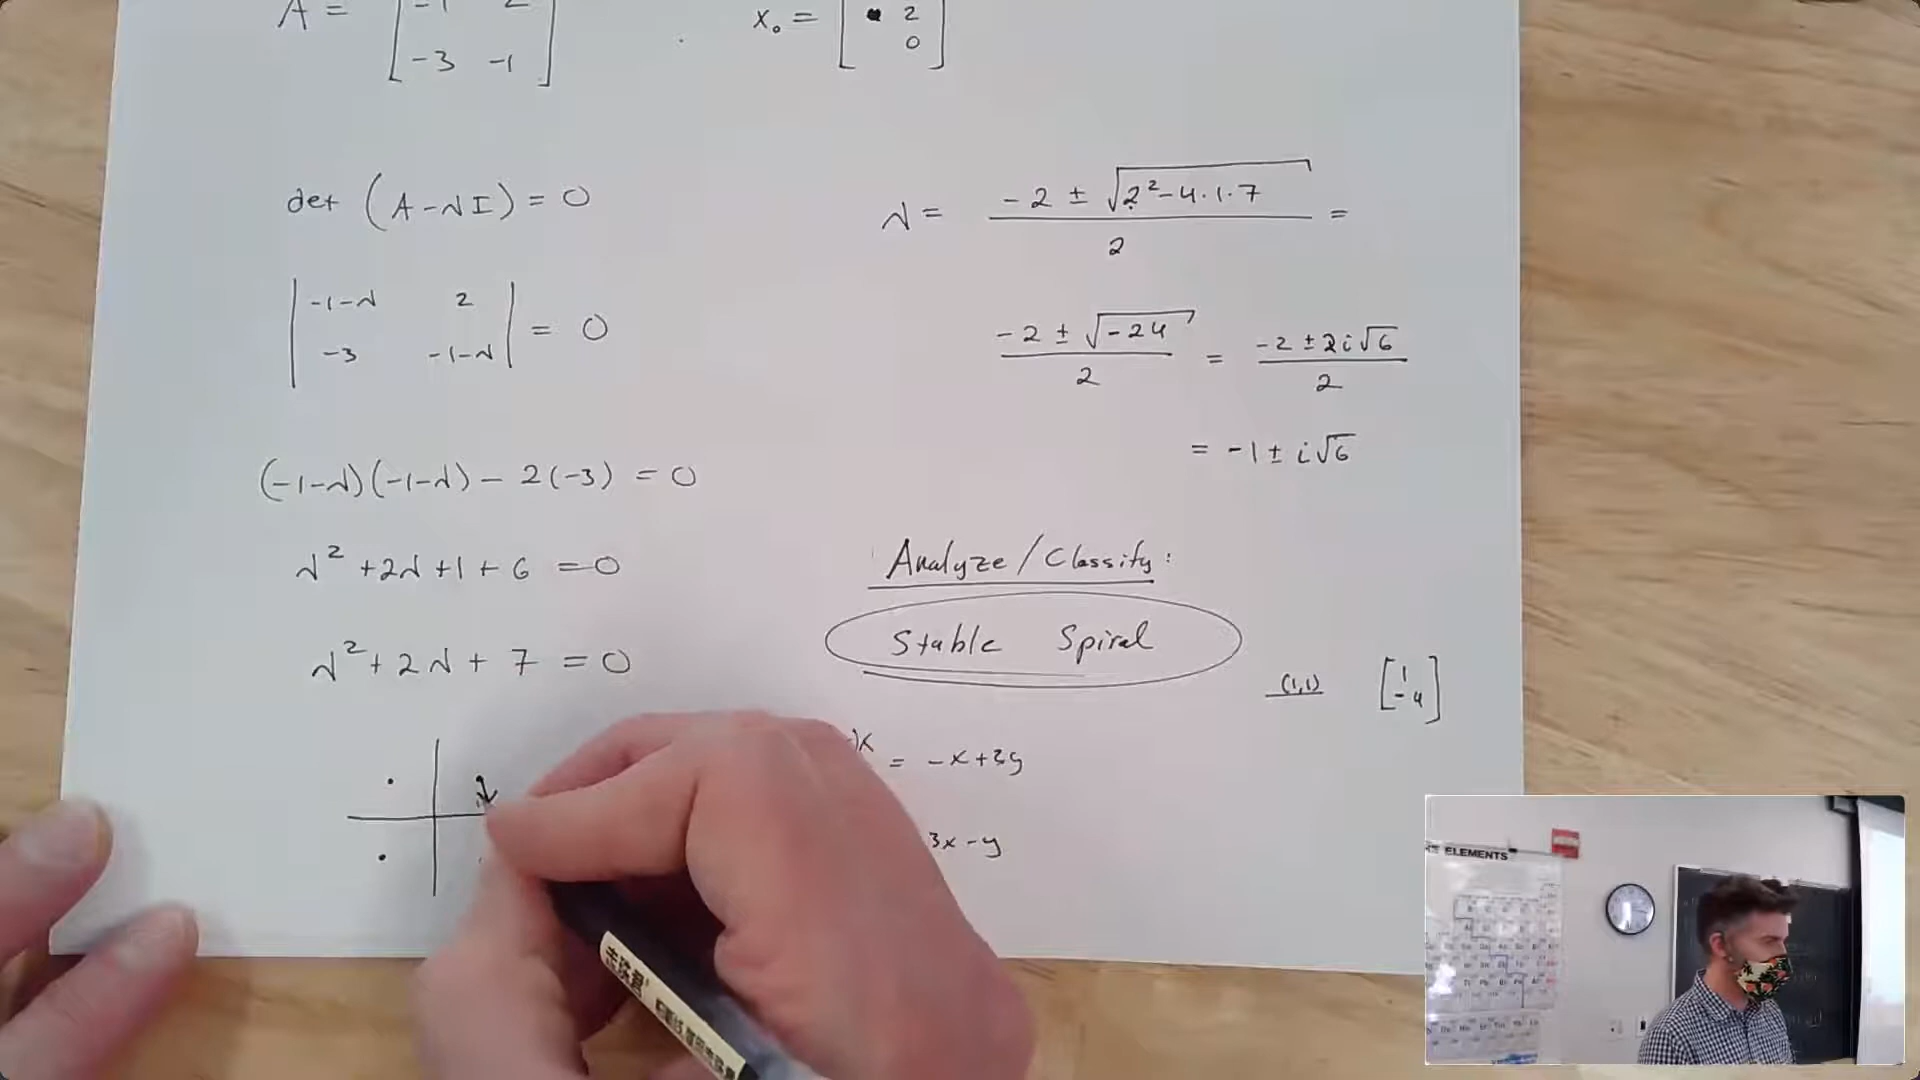 A = [-1 2
-3 -1]
x₀ = [2
0]
det (A-λI) = 0
|-1-λ 2
-3 -1-λ| = 0
(-1-λ)(-1-λ) - 2(-3) = 0
λ² + 2λ + 1 + 6 = 0
λ² + 2λ + 7 = 0
λ = (-2 ± √(2²-4·1·7))/2 =
(-2 ± √(-24))/2 = (-2 ± 2i√6)/2
= -1 ± i√6
Analyze/Classify:
Stable Spiral
(1,1) [1
-4]
x = -x+2y
3x-y
ELEMENTS